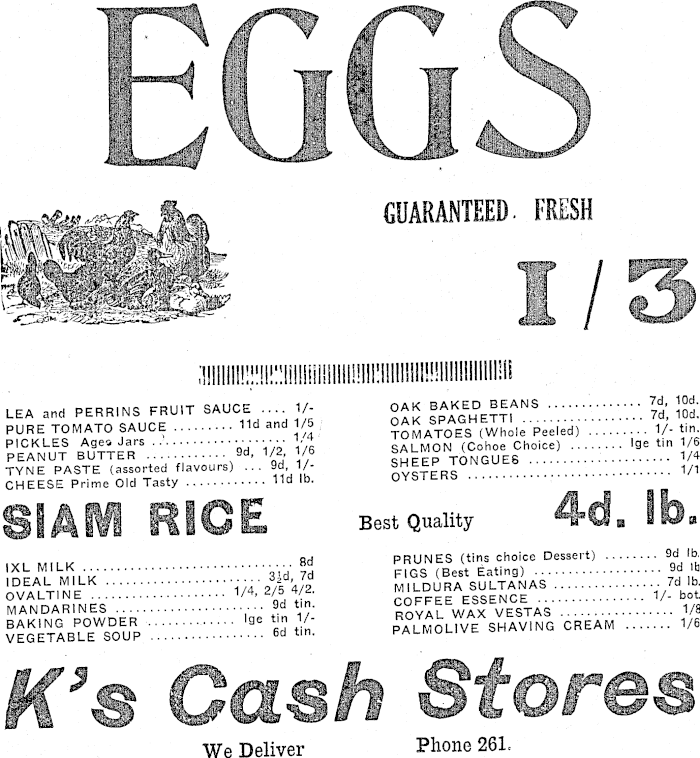 EGGS
GUARANTEED. FRESH
1/3
LEA and PERRINS FRUIT SAUCE .... 1/-
PURE TOMATO SAUCE ......... 11d and 1/5
PICKLES Age Jars .................... 1/4
PEANUT BUTTER ............ 9d, 1/2, 1/6
TYNE PASTE (assorted flavours) ... 9d, 1/-
CHEESE Prime Old Tasty ............ 11d lb.
OAK BAKED BEANS .............. 7d, 10d.
OAK SPAGHETTI ................. 7d, 10d.
TOMATOES (Whole Peeled) ......... 1/- tin.
SALMON (Cohoe Choice) ....... lge tin 1/6
SHEEP TONGUES ..................... 1/4
OYSTERS ............................ 1/1
SIAM RICE Best Quality 4d. lb.
IXL MILK ............................ 8d
IDEAL MILK ..................... 3½d, 7d
OVALTINE .................. 1/4, 2/5 4/2.
MANDARINES .................... 9d tin.
BAKING POWDER ............. lge tin 1/-
VEGETABLE SOUP ................ 6d tin.
PRUNES (tins choice Dessert) ........ 9d lb.
FIGS (Best Eating) .................. 9d lb
MILDURA SULTANAS ............... 7d lb.
COFFEE ESSENCE .............. 1/- bot.
ROYAL WAX VESTAS ................ 1/8
PALMOLIVE SHAVING CREAM ....... 1/6
K's Cash Stores
We Deliver Phone 261.